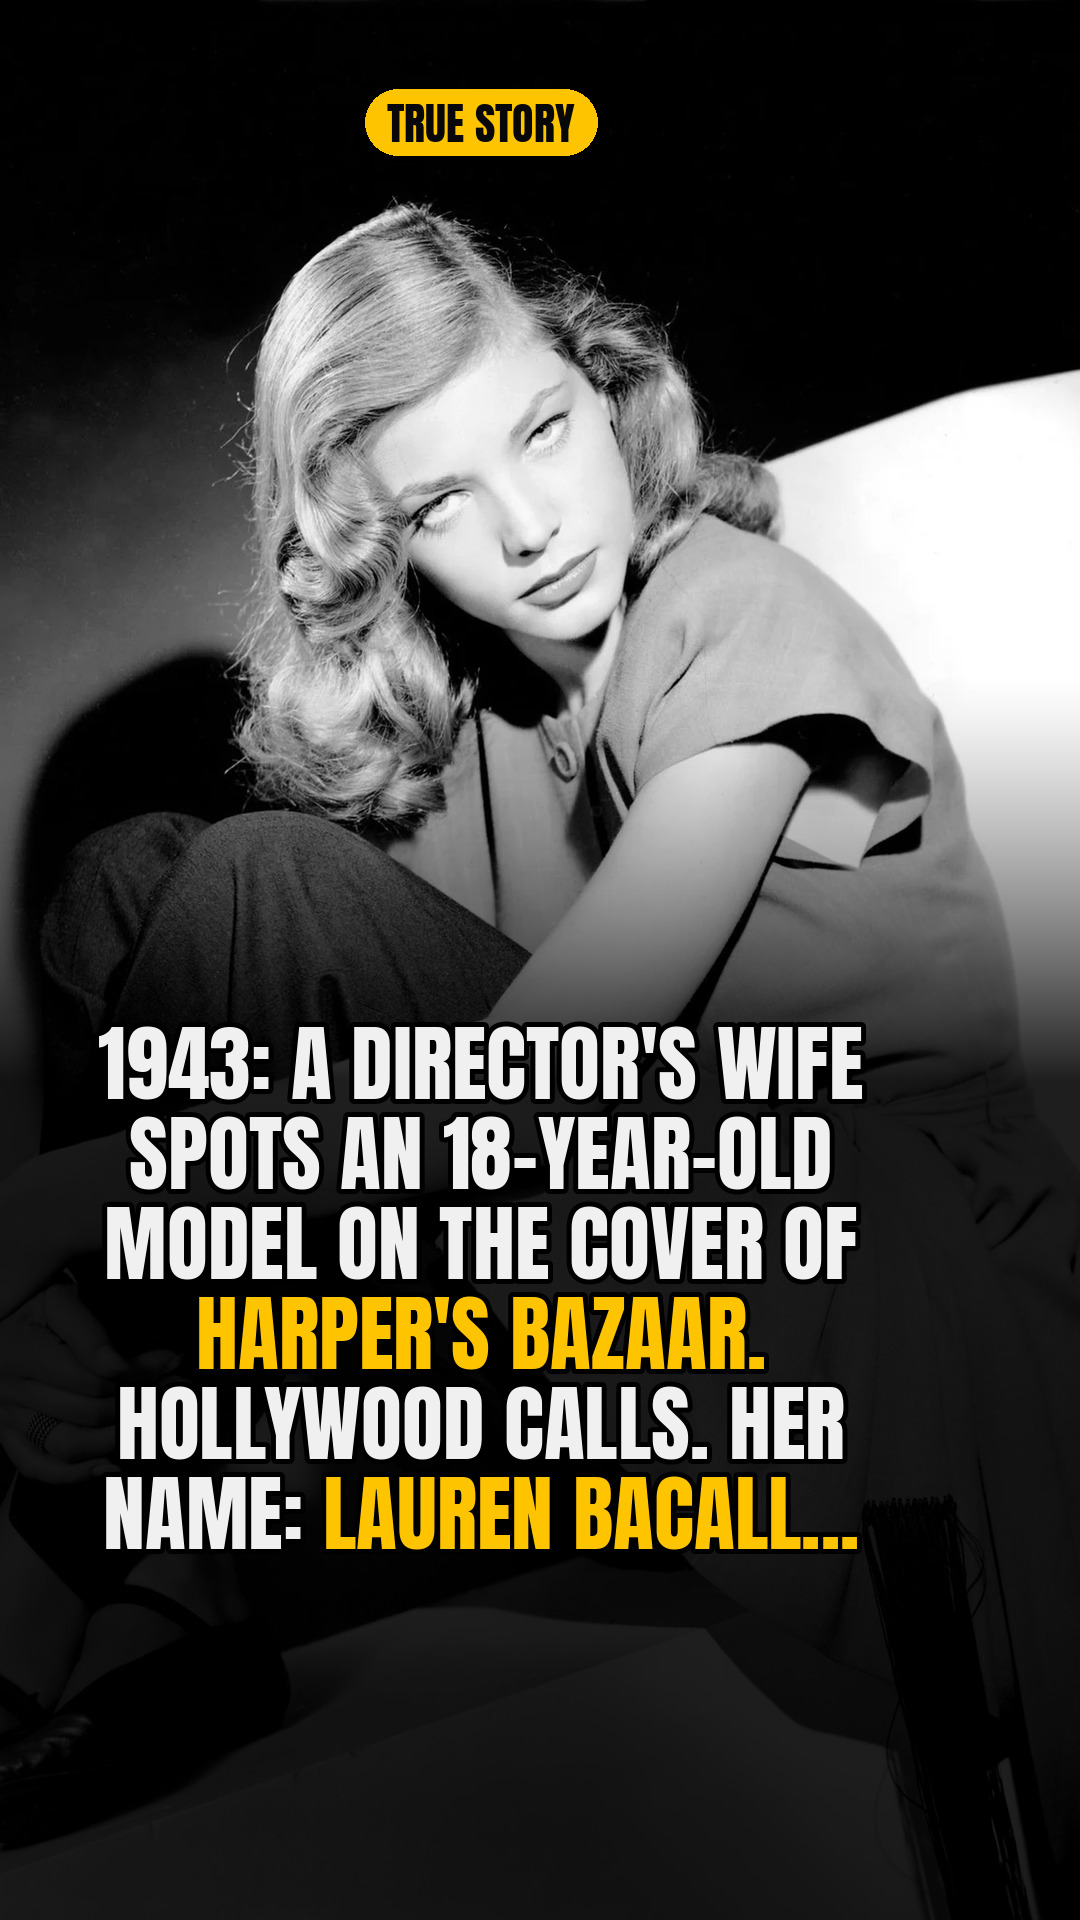 TRUE STORY
1943: A DIRECTOR'S WIFE
SPOTS AN 18-YEAR-OLD
MODEL ON THE COVER OF
HARPER'S BAZAAR.
HOLLYWOOD CALLS. HER
NAME: LAUREN BACALL...